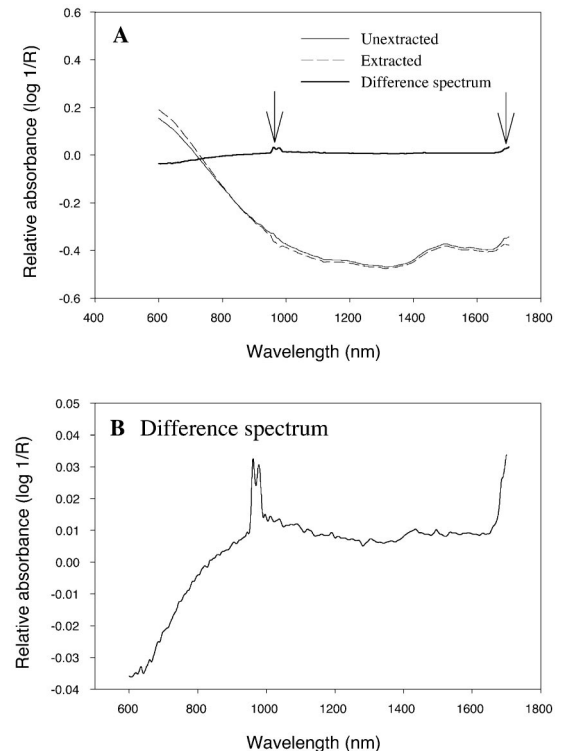 A
Unextracted
Extracted
Difference spectrum
Relative absorbance (log 1/R)
0.6
0.4
0.2
0.0
-0.2
-0.4
-0.6
400 600 800 1000 1200 1400 1600 1800
Wavelength (nm)
B Difference spectrum
Relative absorbance (log 1/R)
0.05
0.04
0.03
0.02
0.01
0.00
-0.01
-0.02
-0.03
-0.04
600 800 1000 1200 1400 1600 1800
Wavelength (nm)